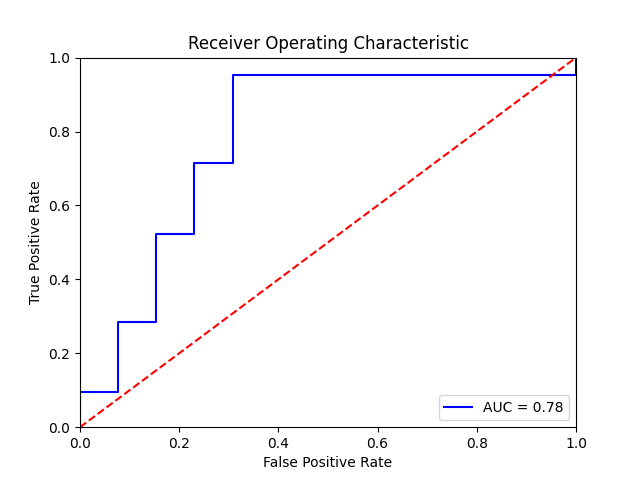 Receiver Operating Characteristic
True Positive Rate
1.0
0.8
0.6
0.4
0.2
0.0
AUC = 0.78
0.0 0.2 0.4 0.6 0.8 1.0
False Positive Rate